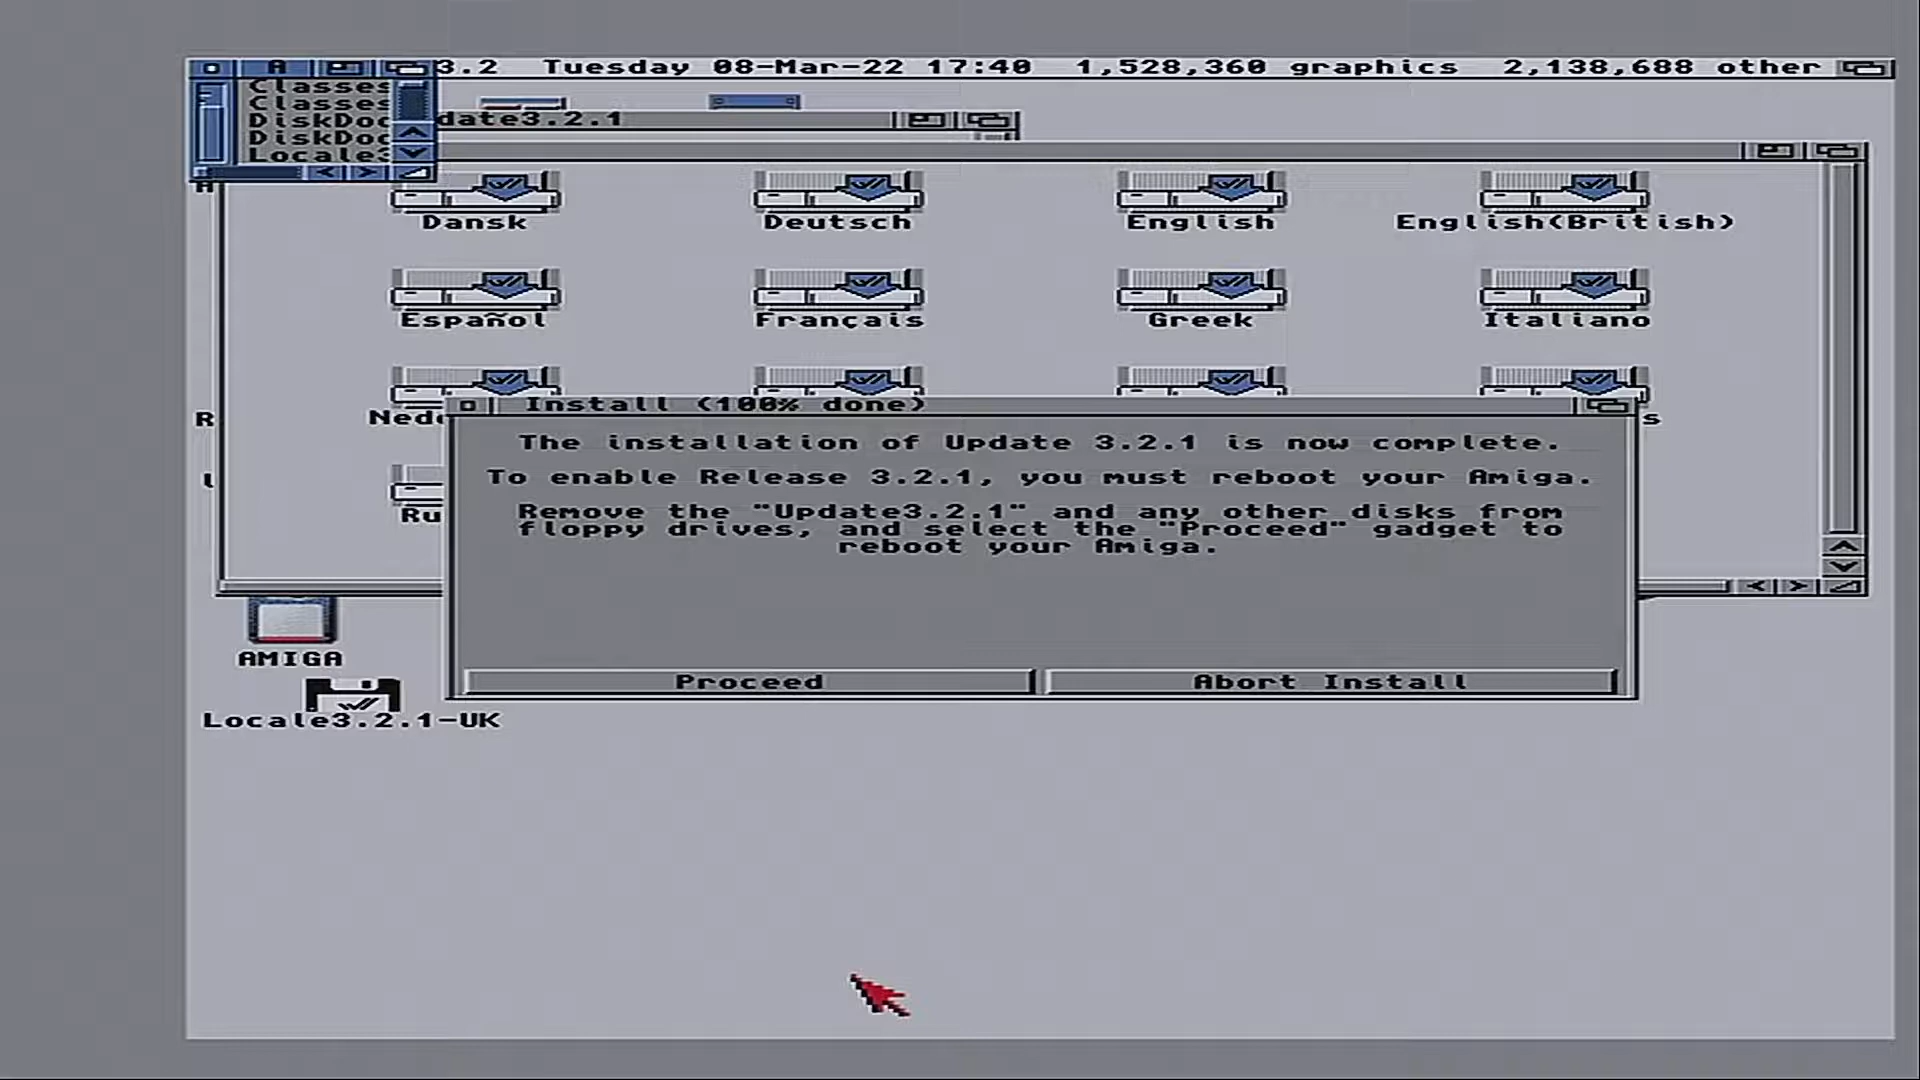 3.2 Tuesday 08-Mar-22 17:40 1,528,360 graphics 2,138,688 other
Classes
Classes
DiskDoc
DiskDoc
Locale3
date3.2.1
Dansk Deutsch English English(British)
Español Français Greek Italiano
Nede s
Ru
Install (100% done)
The installation of Update 3.2.1 is now complete.
To enable Release 3.2.1, you must reboot your Amiga.
Remove the "Update3.2.1" and any other disks from
floppy drives, and select the "Proceed" gadget to
reboot your Amiga.
Proceed Abort Install
AMIGA
Locale3.2.1-UK